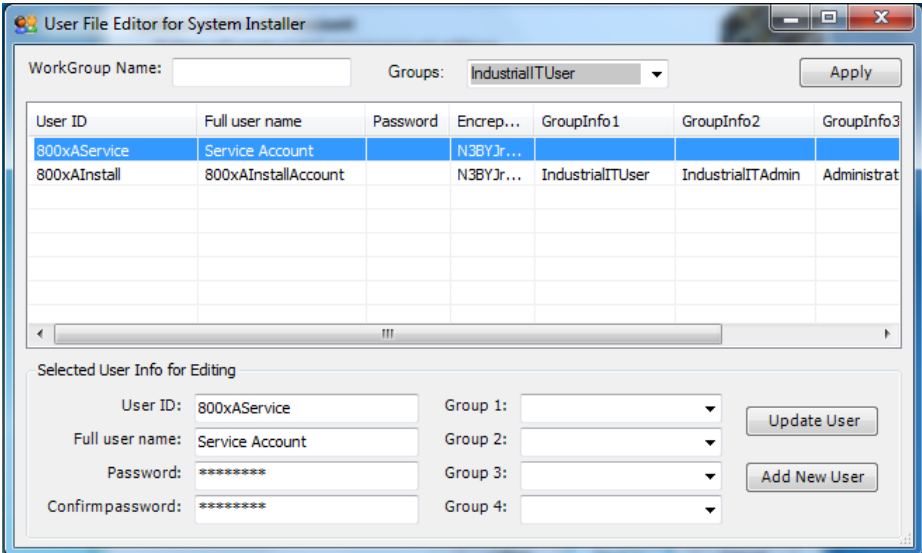 User File Editor for System Installer
WorkGroup Name: Groups: IndustrialITUser Apply
User ID Full user name Password Encrep... GroupInfo1 GroupInfo2 GroupInfo3
800xAService Service Account N3BYJr...
800xAInstall 800xAInstallAccount N3BYJr... IndustrialITUser IndustrialITAdmin Administrat
Selected User Info for Editing
User ID: 800xAService Group 1:
Update User
Full user name: Service Account Group 2:
Password: ******** Group 3:
Add New User
Confirmpassword: ******** Group 4: